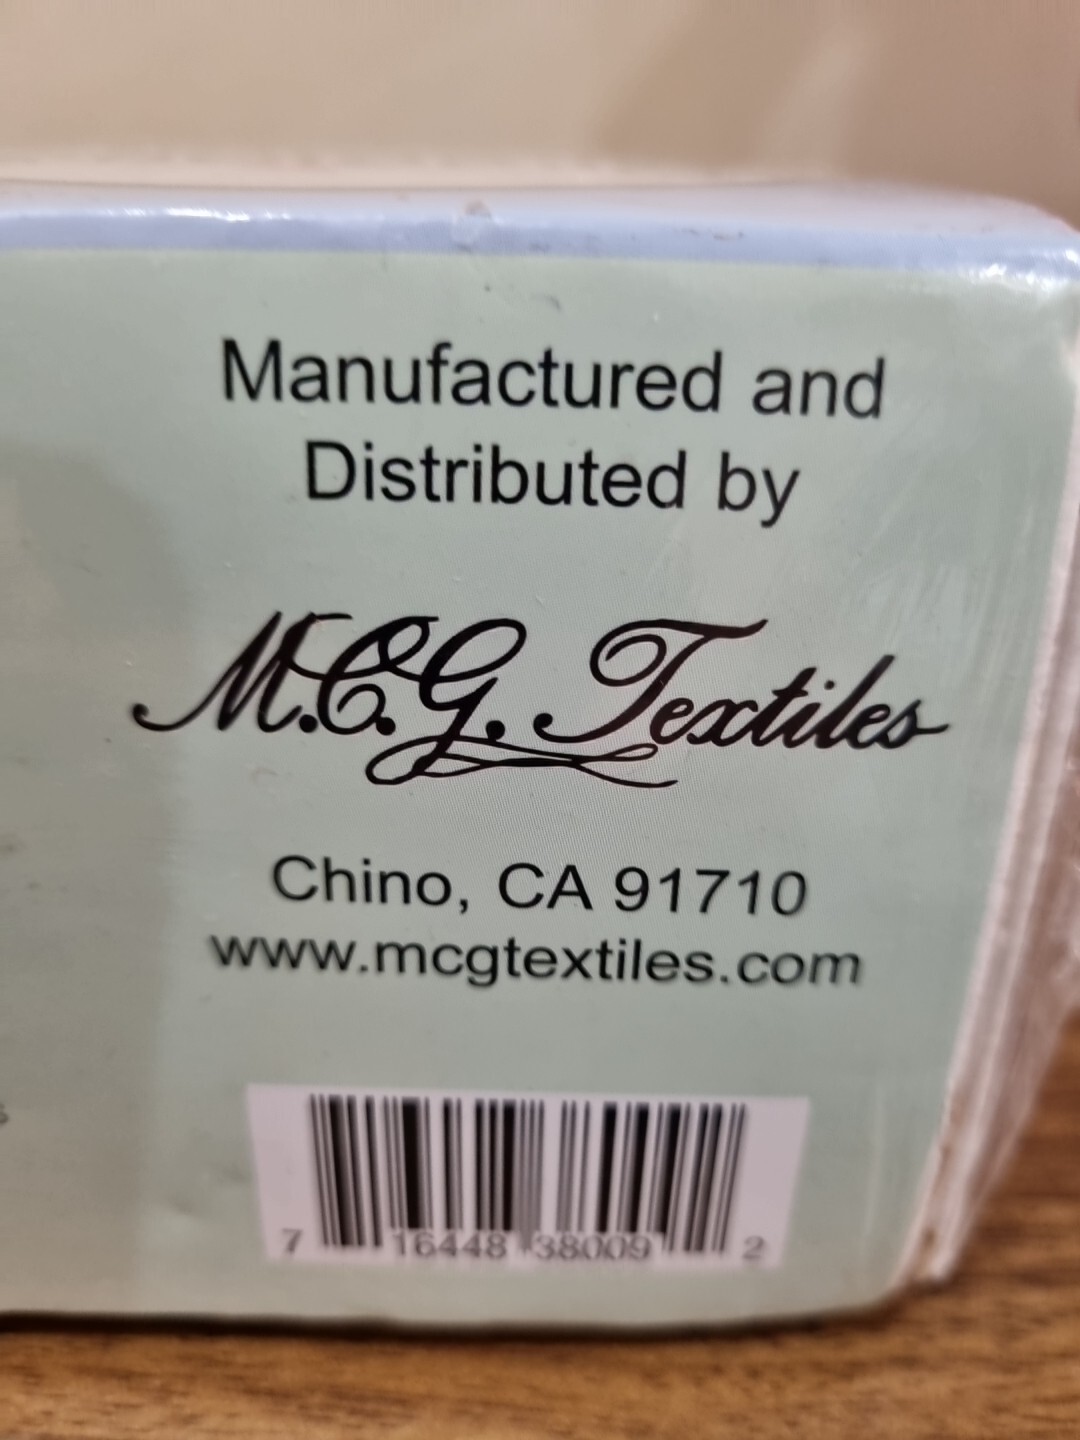 Manufactured and
Distributed by
M.C.G. Textiles
Chino, CA 91710
www.mcgtextiles.com
7 16448 38009 2